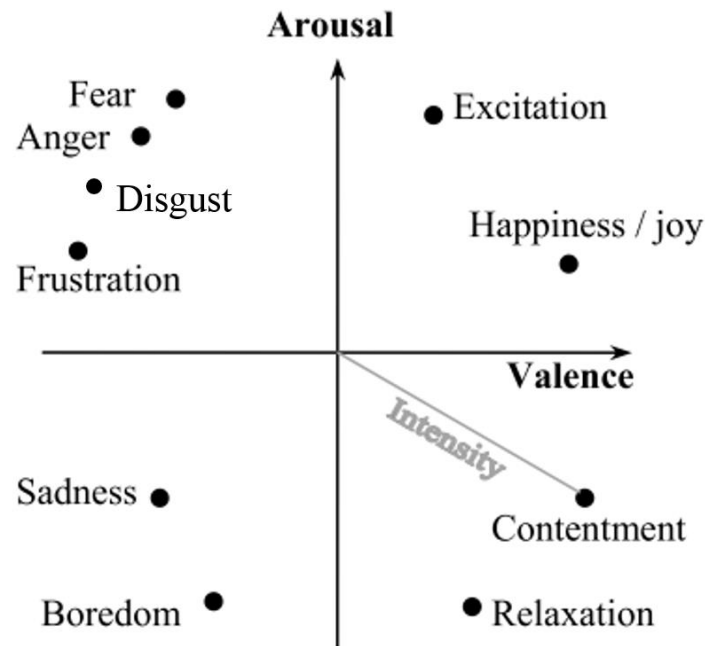 Arousal
Fear
Excitation
Anger
Disgust
Happiness / joy
Frustration
Valence
Intensity
Sadness
Contentment
Boredom
Relaxation